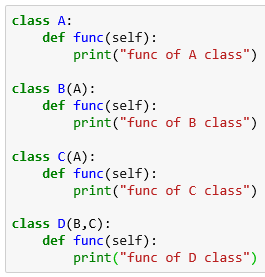 class A:
    def func(self):
        print("func of A class")

class B(A):
    def func(self):
        print("func of B class")

class C(A):
    def func(self):
        print("func of C class")

class D(B,C):
    def func(self):
        print("func of D class")